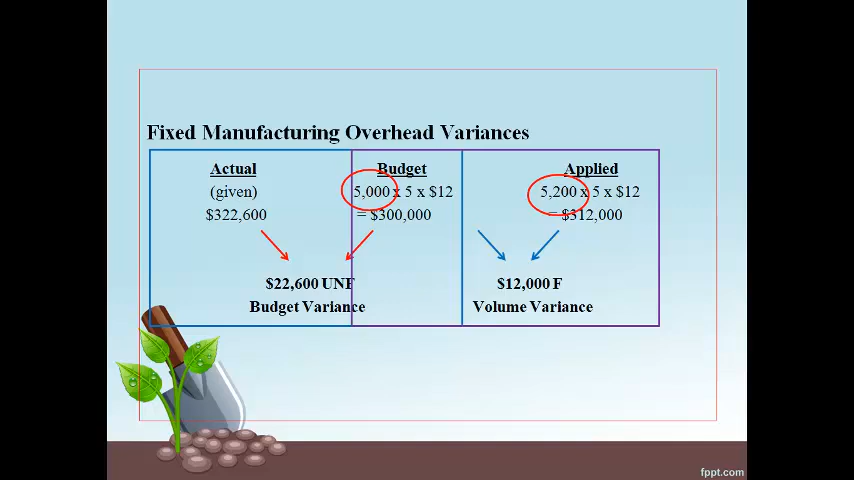 Fixed Manufacturing Overhead Variances
Actual Budget Applied
(given) 5,000 x 5 x $12 5,200 x 5 x $12
$322,600 = $300,000 = $312,000
$22,600 UNF $12,000 F
Budget Variance Volume Variance
fppt.com